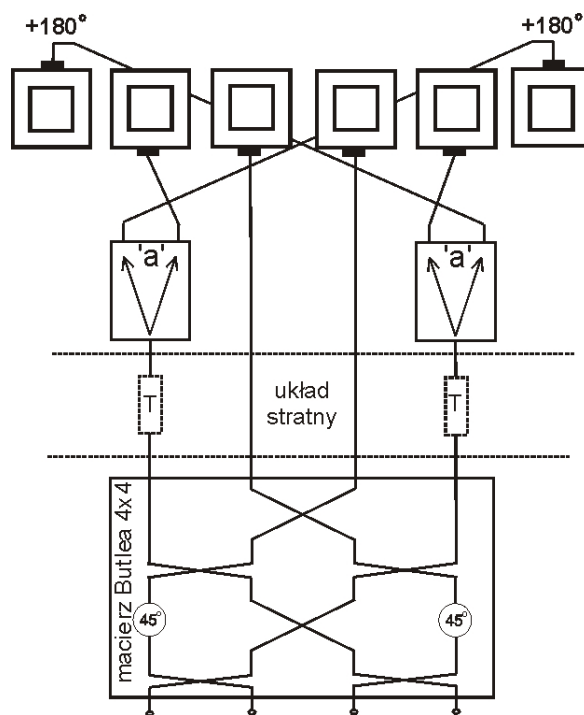 +180°
+180°
'a'
'a'
T
układ
stratny
T
macierz Butlea 4x4
45°
45°